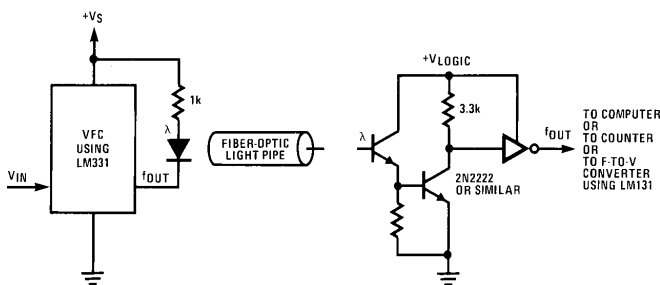 +VS
1k
λ
VFC
USING
LM331
VIN
fOUT
FIBER-OPTIC
LIGHT PIPE
+VLOGIC
3.3k
λ
2N2222
OR SIMILAR
fOUT
TO COMPUTER
OR
TO COUNTER
OR
TO F-TO-V
CONVERTER
USING LM131